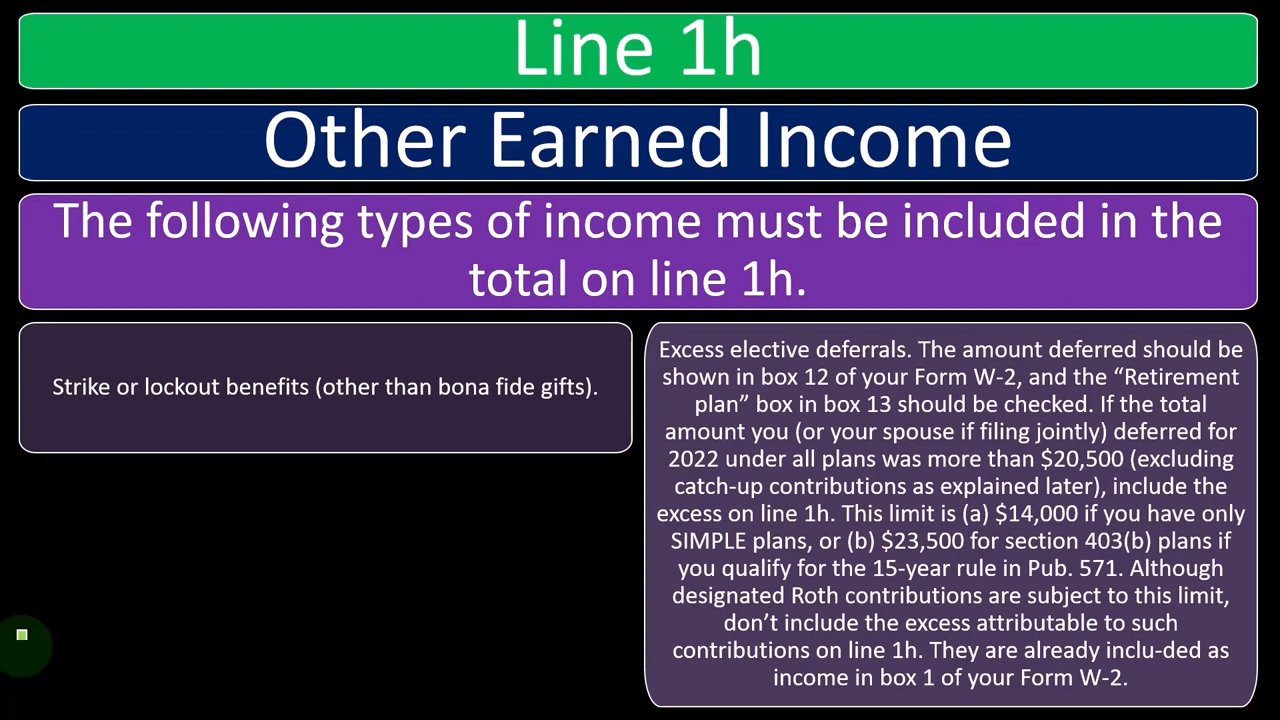 Line 1h
Other Earned Income
The following types of income must be included in the
total on line 1h.
Strike or lockout benefits (other than bona fide gifts).
Excess elective deferrals. The amount deferred should be
shown in box 12 of your Form W-2, and the “Retirement
plan” box in box 13 should be checked. If the total
amount you (or your spouse if filing jointly) deferred for
2022 under all plans was more than $20,500 (excluding
catch-up contributions as explained later), include the
excess on line 1h. This limit is (a) $14,000 if you have only
SIMPLE plans, or (b) $23,500 for section 403(b) plans if
you qualify for the 15-year rule in Pub. 571. Although
designated Roth contributions are subject to this limit,
don’t include the excess attributable to such
contributions on line 1h. They are already inclu-ded as
income in box 1 of your Form W-2.